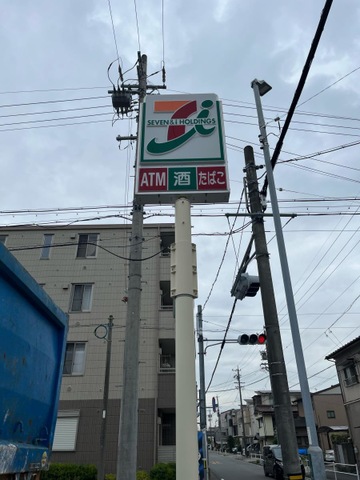 SEVEN&i HOLDINGS
ATM 酒 たばこ